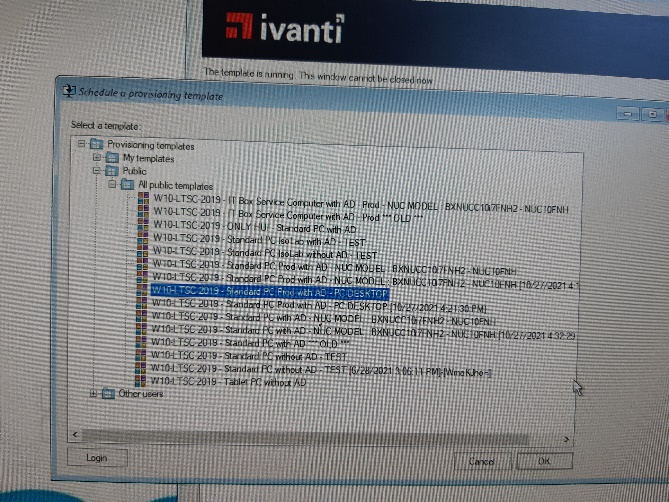 ivanti
The template is running. This window cannot be closed now
Schedule a provisioning template
Select a template:
Provisioning templates
My templates
Public
All public templates
W10-LTSC-2019 - IT Box Service Computer with AD - Prod - NUC MODEL : BXNUCC10i7FNH2 - NUC10FNH
W10-LTSC-2019 - IT Box Service Computer with AD - Prod *** OLD ***
W10-LTSC-2019 - ONLY HUI - Standard PC with AD
W10-LTSC-2019 - Standard PC IsoLab with AD - TEST
W10-LTSC-2019 - Standard PC IsoLab without AD - TEST
W10-LTSC-2019 - Standard PC Prod with AD - NUC MODEL : BXNUCC10i7FNH2 - NUC10FNH
W10-LTSC-2019 - Standard PC Prod with AD - NUC MODEL : BXNUCC10i7FNH2 - NUC10FNH [10/27/2021 4:1
W10-LTSC-2019 - Standard PC Prod with AD - PC DESKTOP
W10-LTSC-2019 - Standard PC Prod with AD - PC DESKTOP [10/27/2021 4:21:30 PM]
W10-LTSC-2019 - Standard PC with AD - NUC MODEL : BXNUCC10i7FNH2 - NUC10FNH
W10-LTSC-2019 - Standard PC with AD - NUC MODEL : BXNUCC10i7FNH2 - NUC10FNH [10/27/2021 4:32:29
W10-LTSC-2019 - Standard PC with AD *** OLD ***
W10-LTSC-2019 - Standard PC without AD - TEST
W10-LTSC-2019 - Standard PC without AD - TEST [6/28/2021 3:06:11 PM]
W10-LTSC-2019 - Tablet PC without AD
Other users
Login
Cancel
OK